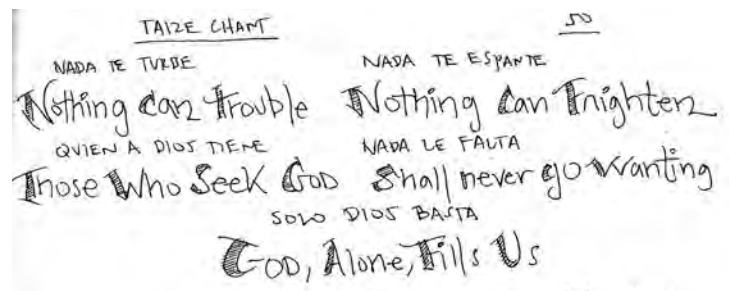 TAIZE CHANT 50
NADA TE TURBE NADA TE ESPANTE
Nothing Can Trouble Nothing Can Frighten
QVIEN A DIOS TIENE NADA LE FALTA
Those Who Seek GOD Shall never go Wanting
SOLO DIOS BASTA
GOD, Alone, Fills Us